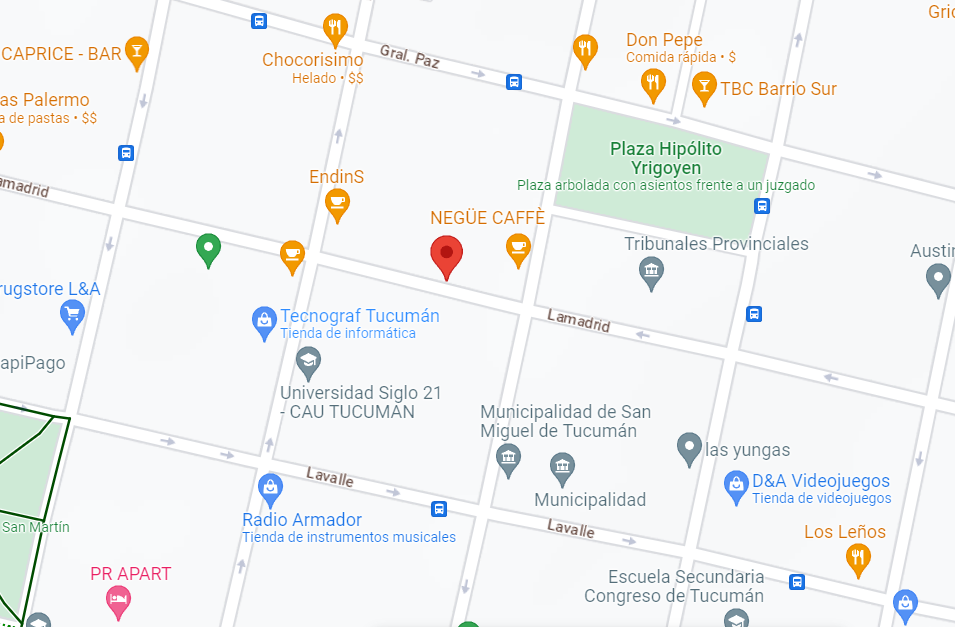 Gric
Don Pepe
Comida rápida • $
CAPRICE - BAR
Chocorisimo
Helado • $$
Gral. Paz
TBC Barrio Sur
as Palermo
a de pastas • $$
Plaza Hipólito
Yrigoyen
Plaza arbolada con asientos frente a un juzgado
EndinS
amadrid
NEGÜE CAFFÈ
Tribunales Provinciales
Austin
rugstore L&A
Tecnograf Tucumán
Tienda de informática
Lamadrid
apiPago
Universidad Siglo 21
- CAU TUCUMÁN
Municipalidad de San
Miguel de Tucumán
las yungas
Lavalle
D&A Videojuegos
Tienda de videojuegos
Municipalidad
Radio Armador
Tienda de instrumentos musicales
San Martín
Lavalle
Los Leños
PR APART
Escuela Secundaria
Congreso de Tucumán